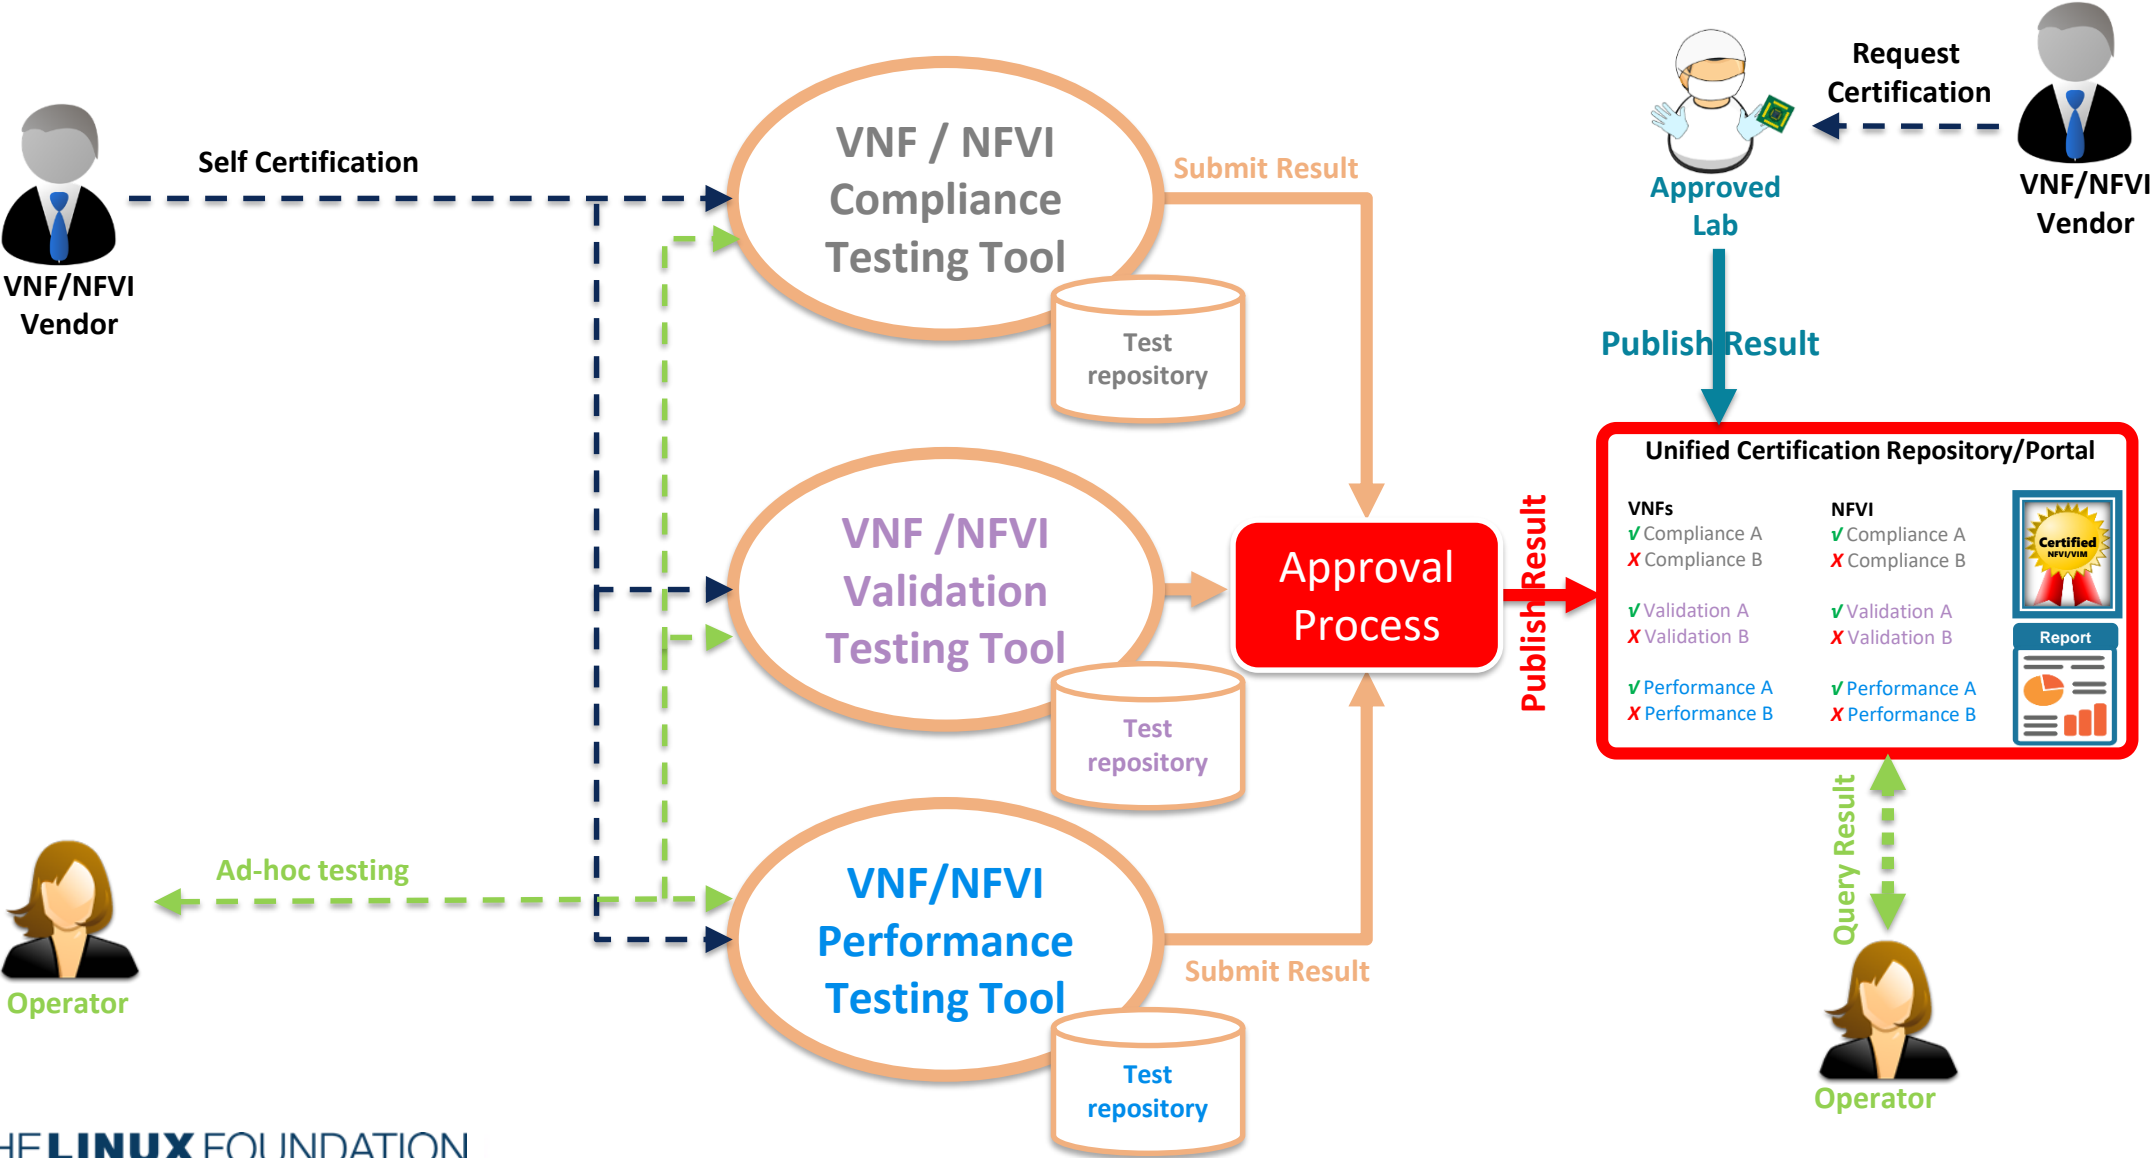 Self Certification
VNF/NFVI
Vendor
VNF / NFVI
Compliance
Testing Tool
Test
repository
Submit Result
Request
Certification
VNF/NFVI
Vendor
Approved
Lab
Publish Result
VNF /NFVI
Validation
Testing Tool
Test
repository
Approval
Process
Publish Result
Unified Certification Repository/Portal
VNFs
√ Compliance A
X Compliance B
√ Validation A
X Validation B
√ Performance A
X Performance B
NFVI
√ Compliance A
X Compliance B
√ Validation A
X Validation B
√ Performance A
X Performance B
Certified
NFVI/VIM
Report
Ad-hoc testing
Operator
VNF/NFVI
Performance
Testing Tool
Test
repository
Submit Result
Query Result
Operator
LINUX FOUNDATION